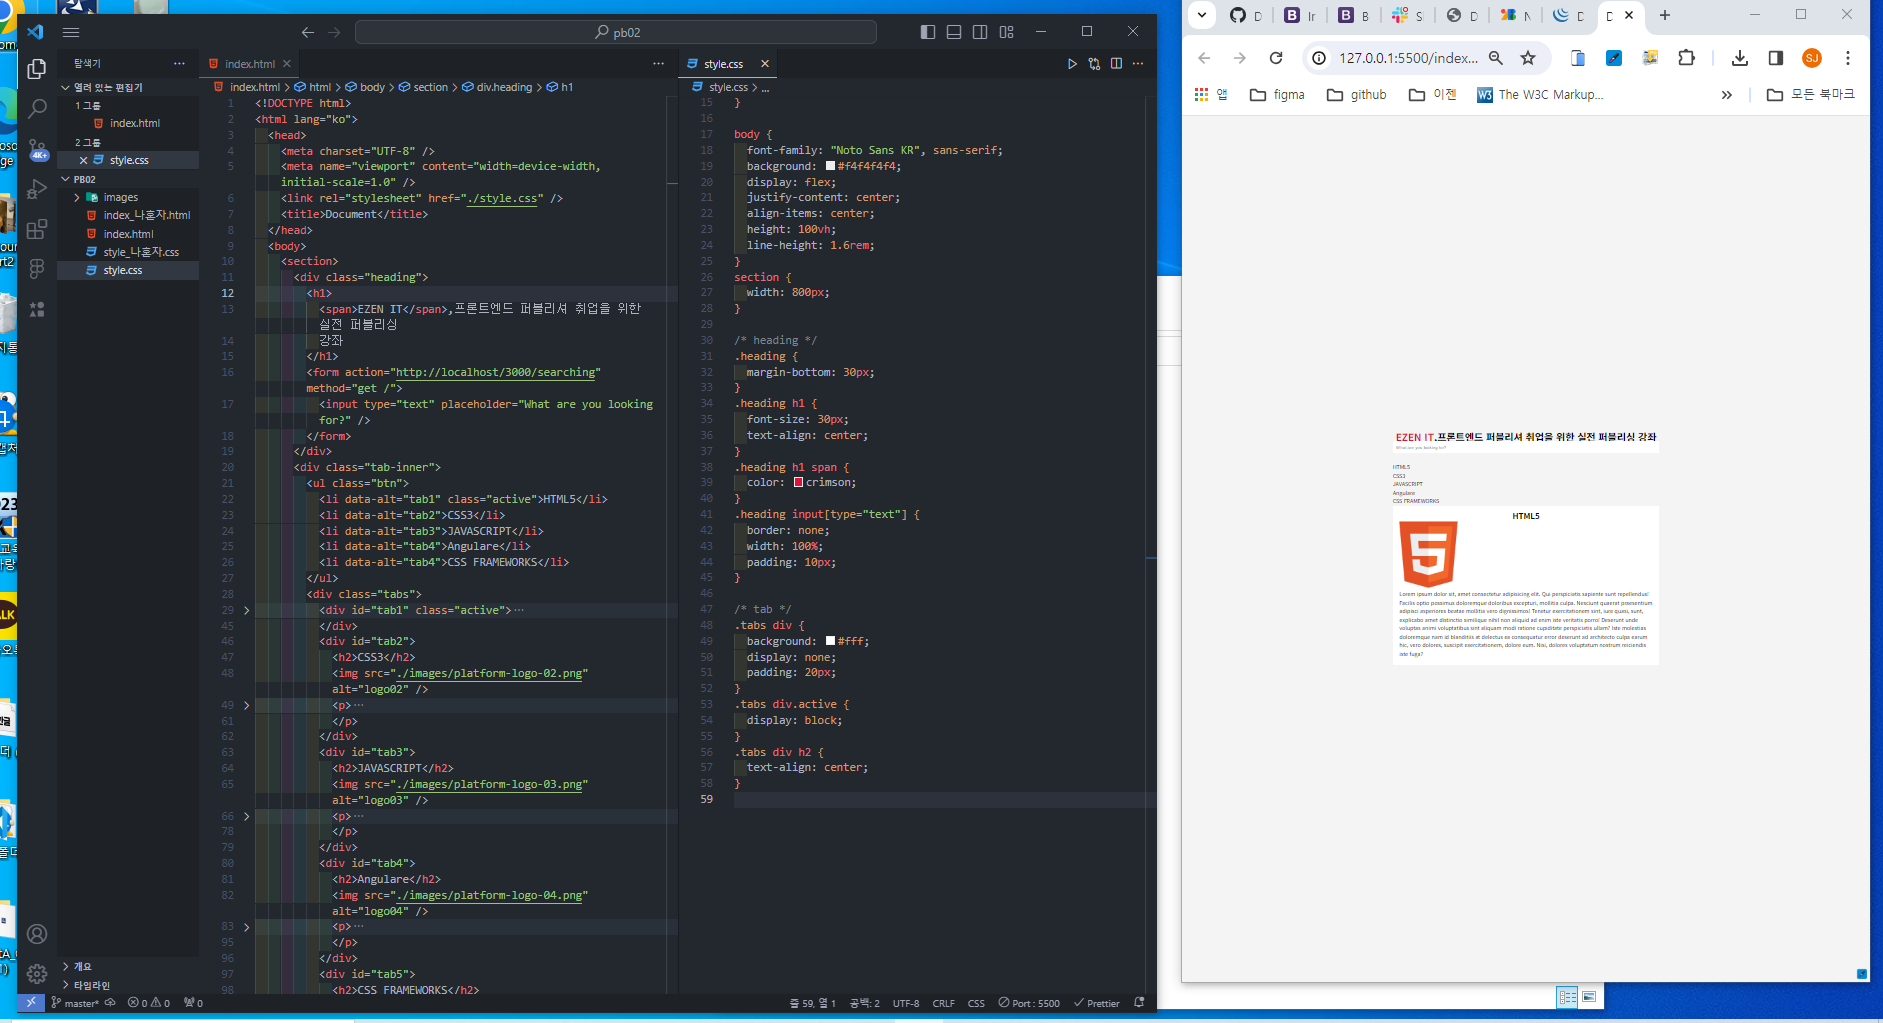 pb02
탐색기
index.html
style.css
열려 있는 편집기
1 그룹
index.html
2 그룹
style.css
PB02
images
index_나혼자.html
index.html
style_나혼자.css
style.css
개요
타임라인
4K+
index.html > html > body > section > div.heading > h1
1 <!DOCTYPE html>
2 <html lang="ko">
3 <head>
4 <meta charset="UTF-8" />
5 <meta name="viewport" content="width=device-width,
initial-scale=1.0" />
6 <link rel="stylesheet" href="./style.css" />
7 <title>Document</title>
8 </head>
9 <body>
10 <section>
11 <div class="heading">
12 <h1>
13 <span>EZEN IT</span>,프론트엔드 퍼블리셔 취업을 위한
실전 퍼블리싱
14 강좌
15 </h1>
16 <form action="http://localhost/3000/searching"
method="get /">
17 <input type="text" placeholder="What are you looking
for?" />
18 </form>
19 </div>
20 <div class="tab-inner">
21 <ul class="btn">
22 <li data-alt="tab1" class="active">HTML5</li>
23 <li data-alt="tab2">CSS3</li>
24 <li data-alt="tab3">JAVASCRIPT</li>
25 <li data-alt="tab4">Angulare</li>
26 <li data-alt="tab4">CSS FRAMEWORKS</li>
27 </ul>
28 <div class="tabs">
29 <div id="tab1" class="active">…
45 </div>
46 <div id="tab2">
47 <h2>CSS3</h2>
48 <img src="./images/platform-logo-02.png"
alt="logo02" />
49 <p>…
61 </p>
62 </div>
63 <div id="tab3">
64 <h2>JAVASCRIPT</h2>
65 <img src="./images/platform-logo-03.png"
alt="logo03" />
66 <p>…
78 </p>
79 </div>
80 <div id="tab4">
81 <h2>Angulare</h2>
82 <img src="./images/platform-logo-04.png"
alt="logo04" />
83 <p>…
95 </p>
96 </div>
97 <div id="tab5">
98 <h2>CSS FRAMEWORKS</h2>
style.css > ...
15 }
16
17 body {
18 font-family: "Noto Sans KR", sans-serif;
19 background: #f4f4f4f4;
20 display: flex;
21 justify-content: center;
22 align-items: center;
23 height: 100vh;
24 line-height: 1.6rem;
25 }
26 section {
27 width: 800px;
28 }
29
30 /* heading */
31 .heading {
32 margin-bottom: 30px;
33 }
34 .heading h1 {
35 font-size: 30px;
36 text-align: center;
37 }
38 .heading h1 span {
39 color: crimson;
40 }
41 .heading input[type="text"] {
42 border: none;
43 width: 100%;
44 padding: 10px;
45 }
46
47 /* tab */
48 .tabs div {
49 background: #fff;
50 display: none;
51 padding: 20px;
52 }
53 .tabs div.active {
54 display: block;
55 }
56 .tabs div h2 {
57 text-align: center;
58 }
59
master*
0 0
0
줄 59, 열 1
공백: 2
UTF-8
CRLF
CSS
Port : 5500
Prettier
127.0.0.1:5500/index...
SJ
앱
figma
github
이젠
The W3C Markup...
모든 북마크
EZEN IT.프론트엔드 퍼블리셔 취업을 위한 실전 퍼블리싱 강좌
What are you looking for?
HTML5
CSS3
JAVASCRIPT
Angulare
CSS FRAMEWORKS
HTML5
Lorem ipsum dolor sit, amet consectetur adipisicing elit. Qui perspiciatis sapiente sunt repellendus!
Facilis optio possimus doloremque doloribus excepturi, mollitia culpa. Nesciunt quaerat praesentium
adipisci asperiores beatae mollitia vero dignissimos! Tenetur exercitationem sint, iure quasi, sunt,
explicabo amet distinctio similique nihil non aliquid ad enim iste veritatis porro! Deserunt unde
voluptas animi voluptatibus sint aliquam modi ratione cupiditate perspiciatis ullam? Iste molestias
doloremque nam id blanditiis at delectus ex consequatur error deserunt ad architecto culpa earum
hic, vero dolores, suscipit exercitationem, dolore eum. Nisi, dolores voluptatum nostrum reiciendis
iste fuga?